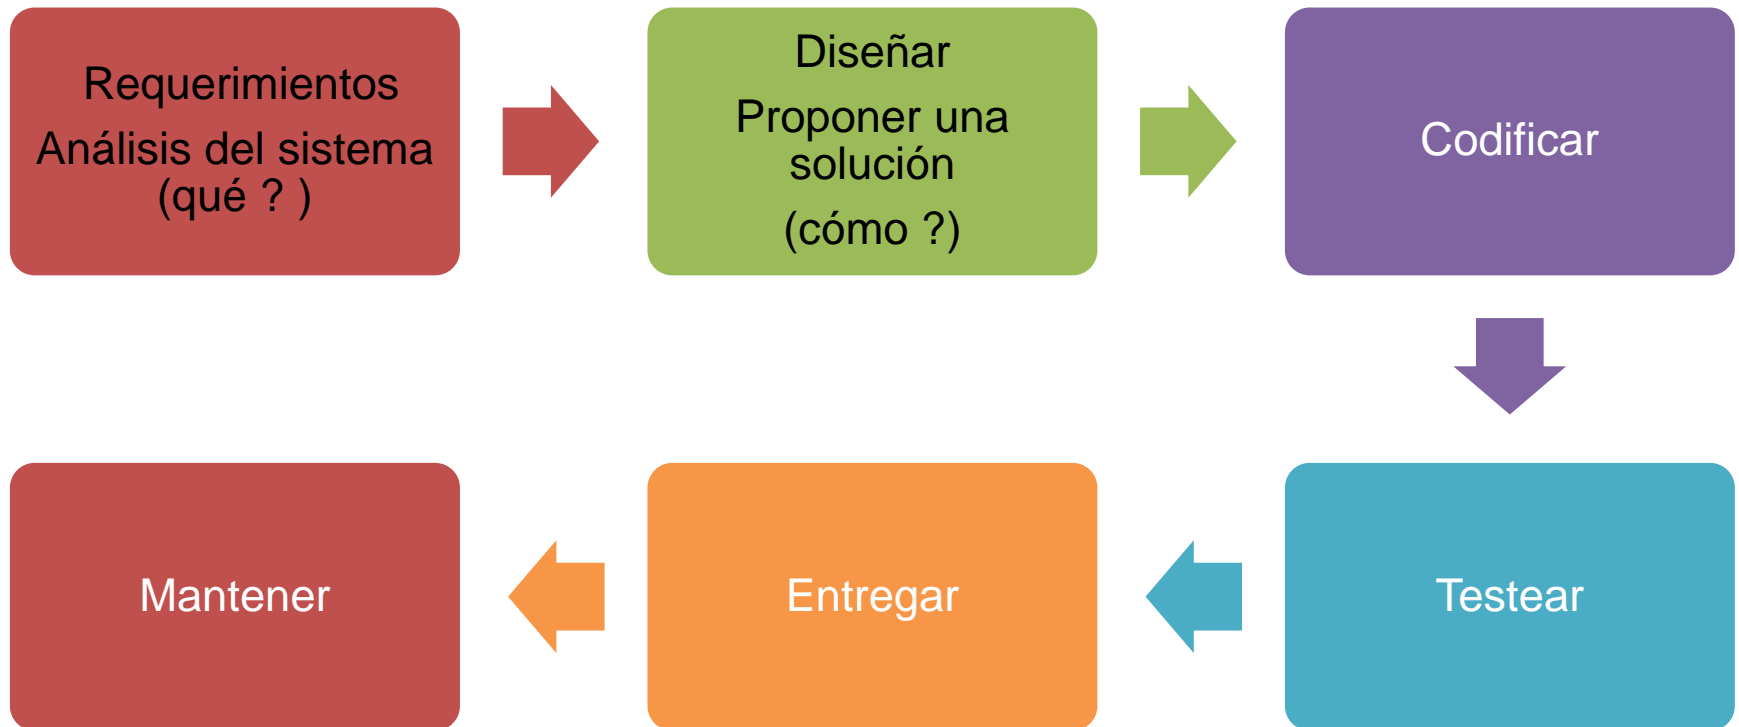 Requerimientos
Análisis del sistema
(qué ? )
Diseñar
Proponer una
solución
(cómo ?)
Codificar
Mantener
Entregar
Testear